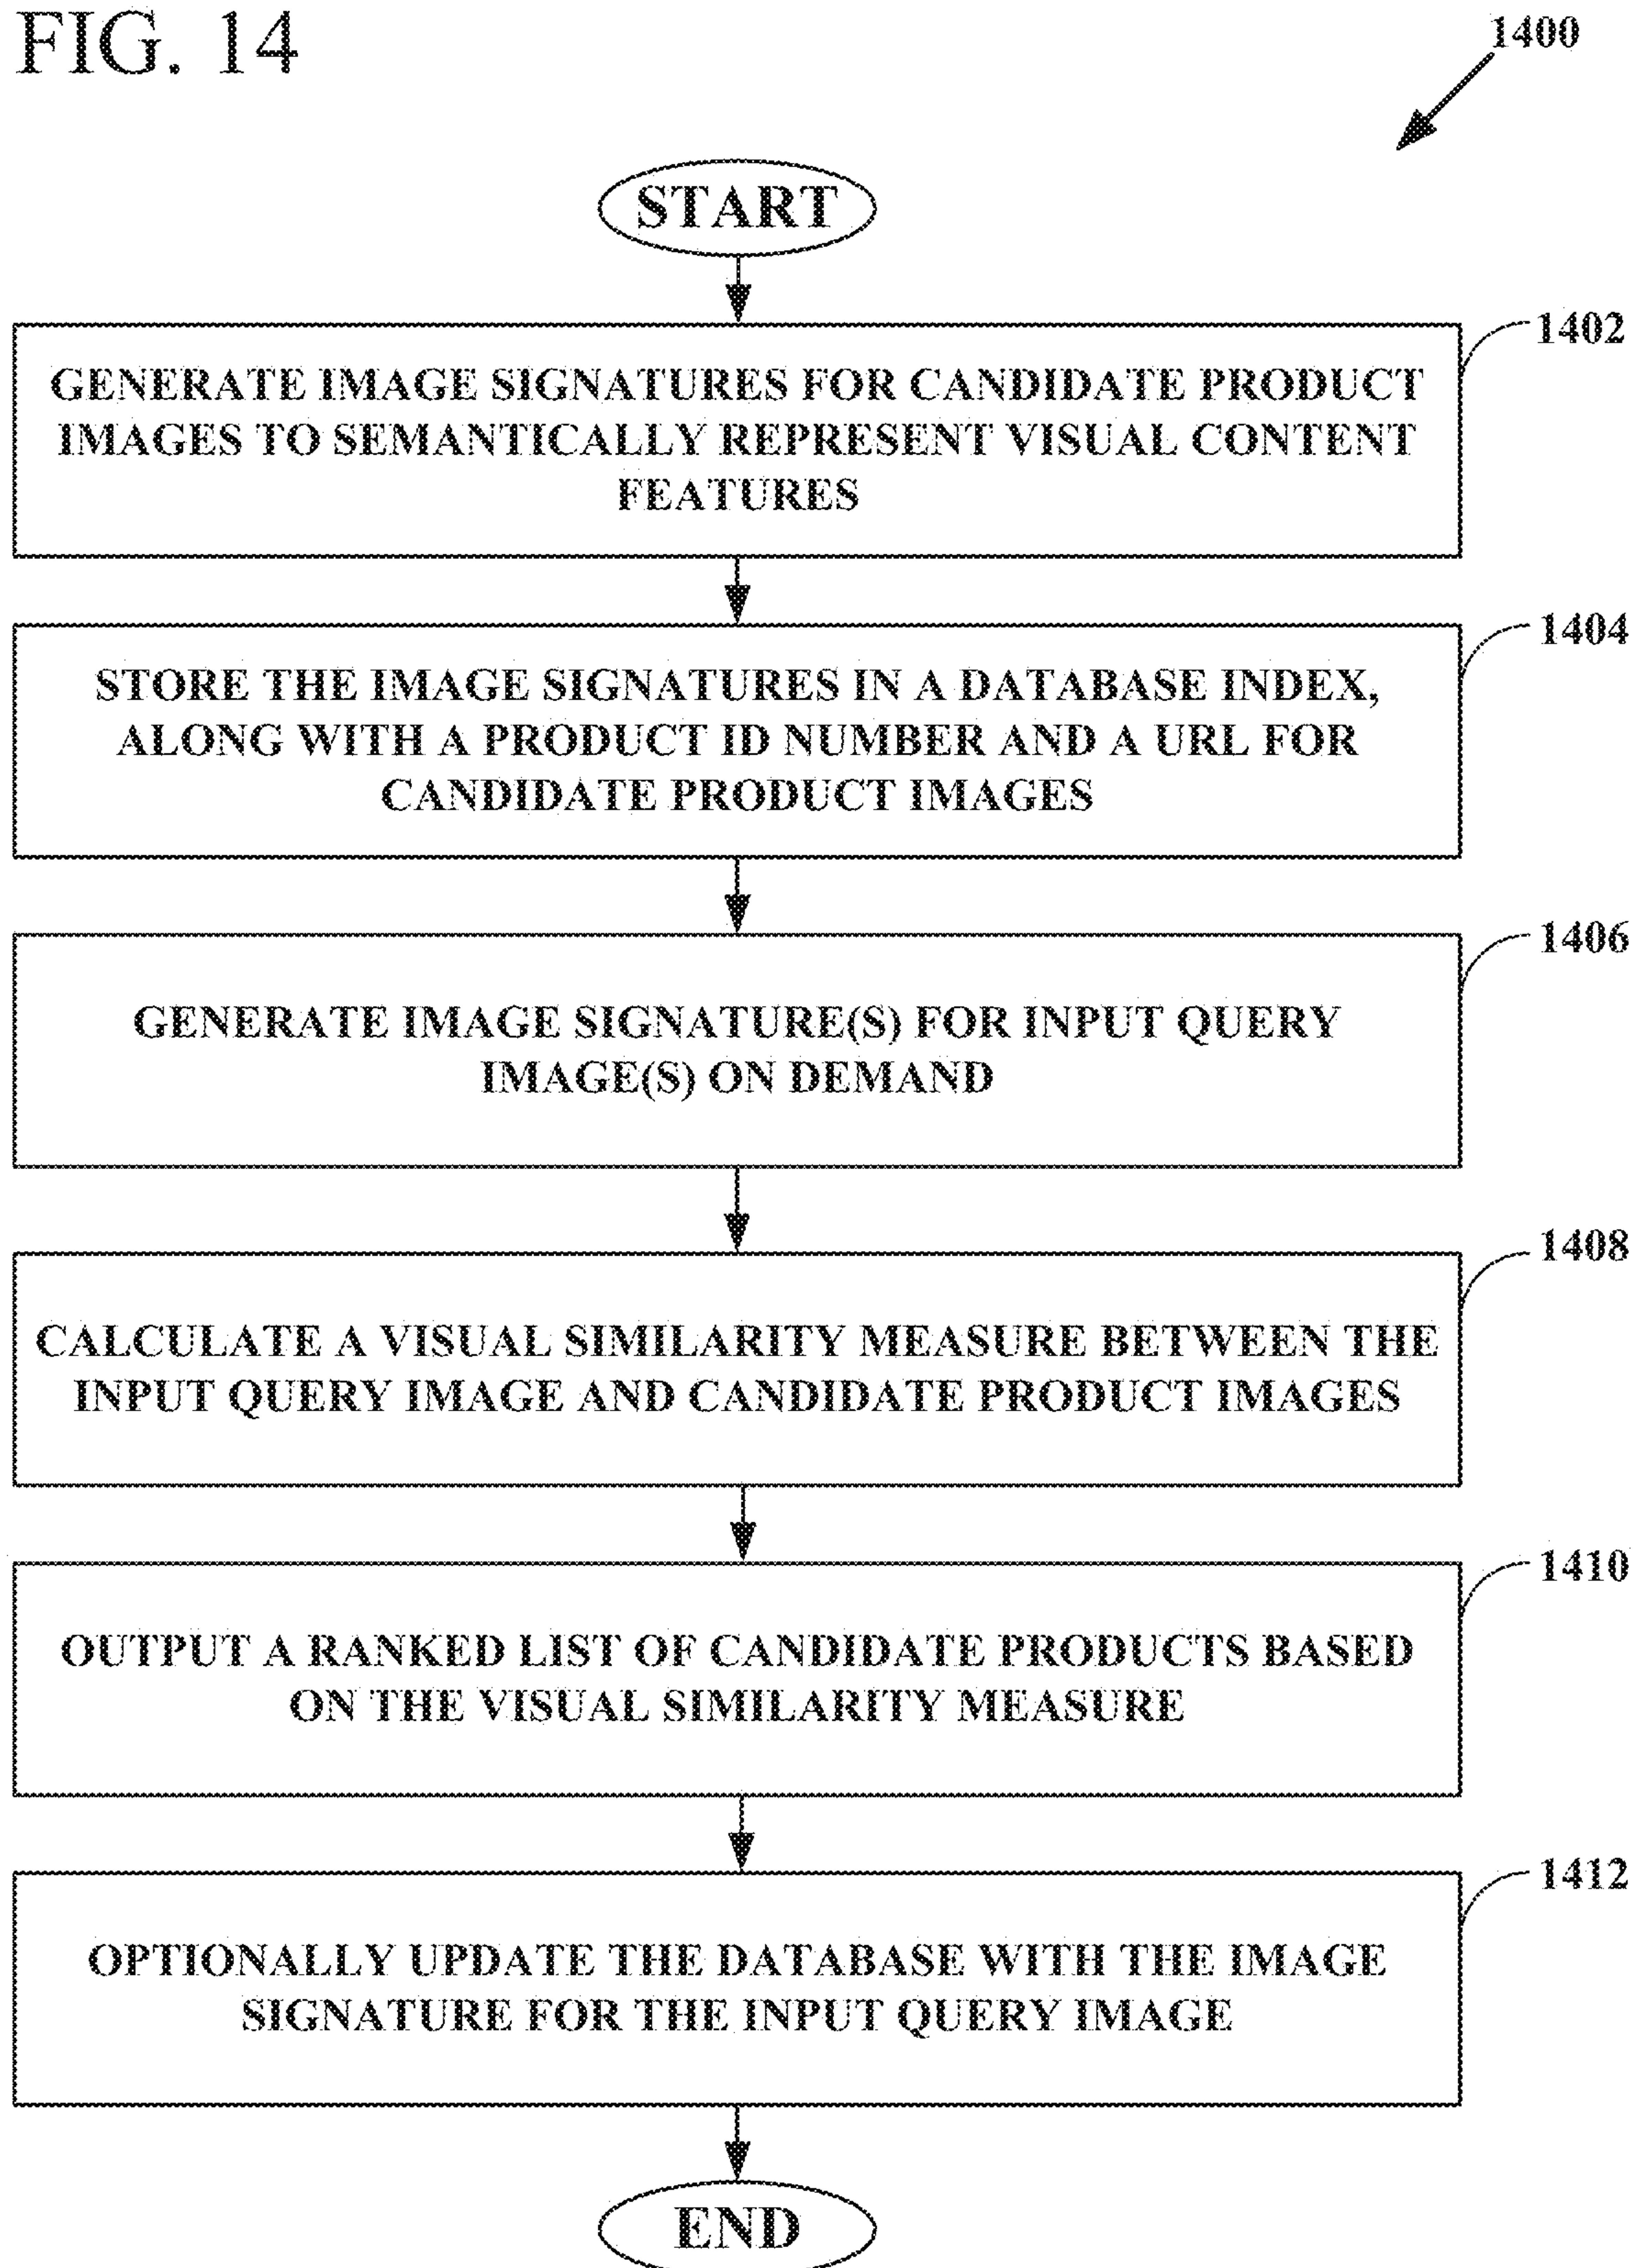 FIG. 14
1400
START
1402
GENERATE IMAGE SIGNATURES FOR CANDIDATE PRODUCT
IMAGES TO SEMANTICALLY REPRESENT VISUAL CONTENT
FEATURES
1404
STORE THE IMAGE SIGNATURES IN A DATABASE INDEX,
ALONG WITH A PRODUCT ID NUMBER AND A URL FOR
CANDIDATE PRODUCT IMAGES
1406
GENERATE IMAGE SIGNATURE(S) FOR INPUT QUERY
IMAGE(S) ON DEMAND
1408
CALCULATE A VISUAL SIMILARITY MEASURE BETWEEN THE
INPUT QUERY IMAGE AND CANDIDATE PRODUCT IMAGES
1410
OUTPUT A RANKED LIST OF CANDIDATE PRODUCTS BASED
ON THE VISUAL SIMILARITY MEASURE
1412
OPTIONALLY UPDATE THE DATABASE WITH THE IMAGE
SIGNATURE FOR THE INPUT QUERY IMAGE
END